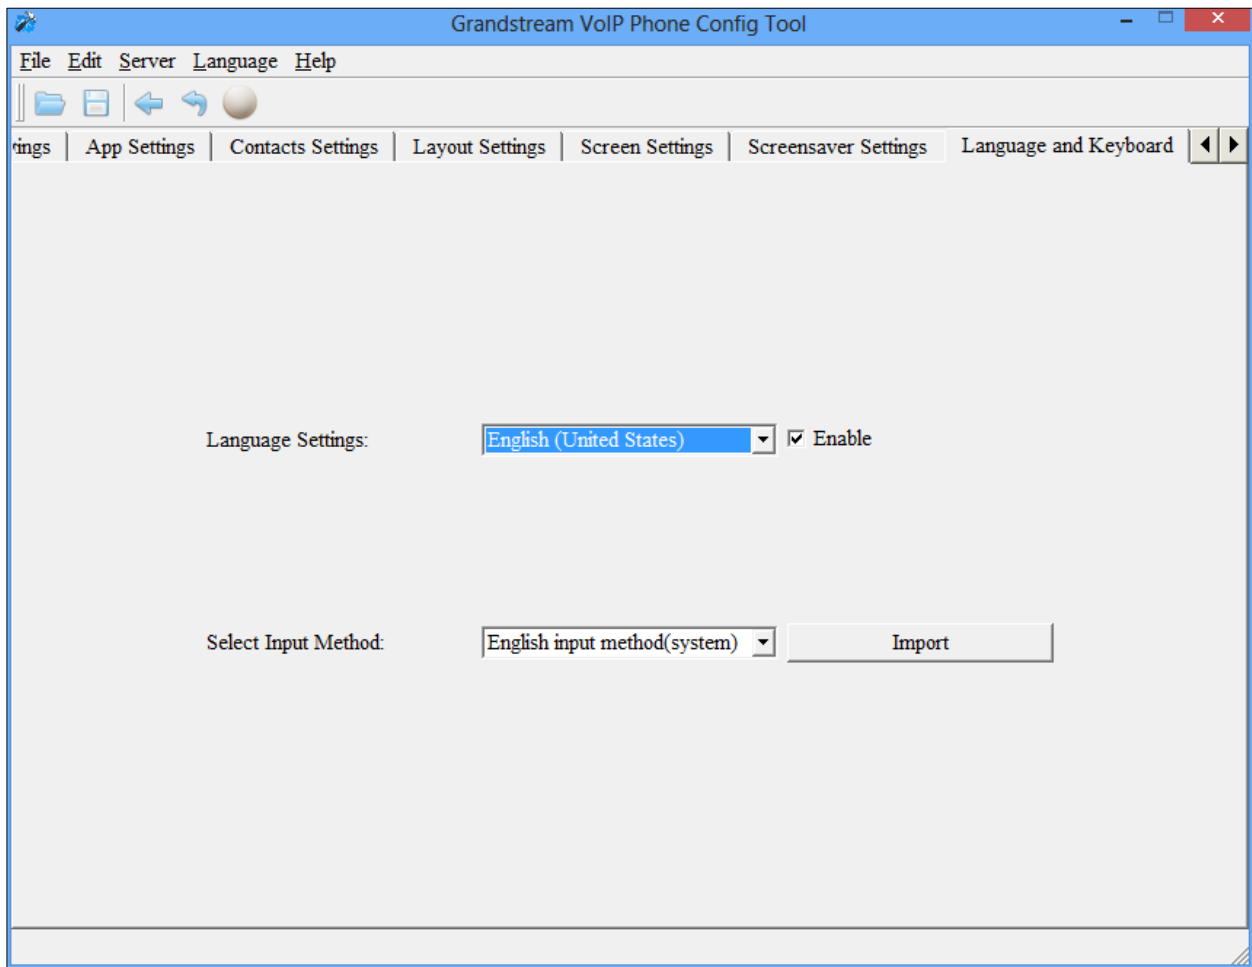 Grandstream VoIP Phone Config Tool
File Edit Server Language Help
tings App Settings Contacts Settings Layout Settings Screen Settings Screensaver Settings Language and Keyboard
Language Settings: English (United States) Enable
Select Input Method: English input method(system) Import